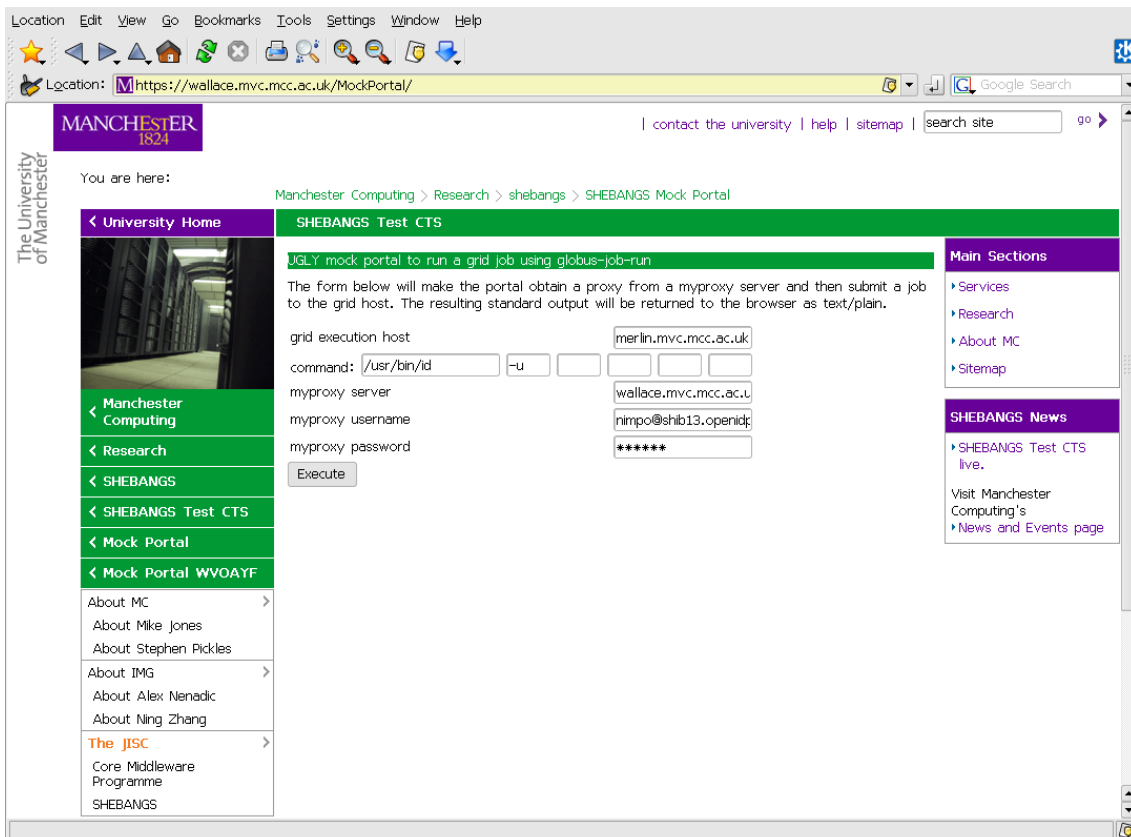 Location Edit View Go Bookmarks Tools Settings Window Help
Location: https://wallace.mvc.mcc.ac.uk/MockPortal/
Google Search
MANCHESTER
1824
The University
of Manchester
| contact the university | help | sitemap |
search site
go
You are here:
Manchester Computing > Research > shebangs > SHEBANGS Mock Portal
University Home
Manchester
Computing
Research
SHEBANGS
SHEBANGS Test CTS
Mock Portal
Mock Portal WVOAYF
About MC
About Mike Jones
About Stephen Pickles
About IMG
About Alex Nenadic
About Ning Zhang
The JISC
Core Middleware
Programme
SHEBANGS
SHEBANGS Test CTS
UGLY mock portal to run a grid job using globus-job-run
The form below will make the portal obtain a proxy from a myproxy server and then submit a job
to the grid host. The resulting standard output will be returned to the browser as text/plain.
grid execution host merlin.mvc.mcc.ac.uk
command: /usr/bin/id -u
myproxy server wallace.mvc.mcc.ac.u
myproxy username nimpo@shib13.openidp
myproxy password ******
Execute
Main Sections
Services
Research
About MC
Sitemap
SHEBANGS News
SHEBANGS Test CTS
live.
Visit Manchester
Computing's
News and Events page